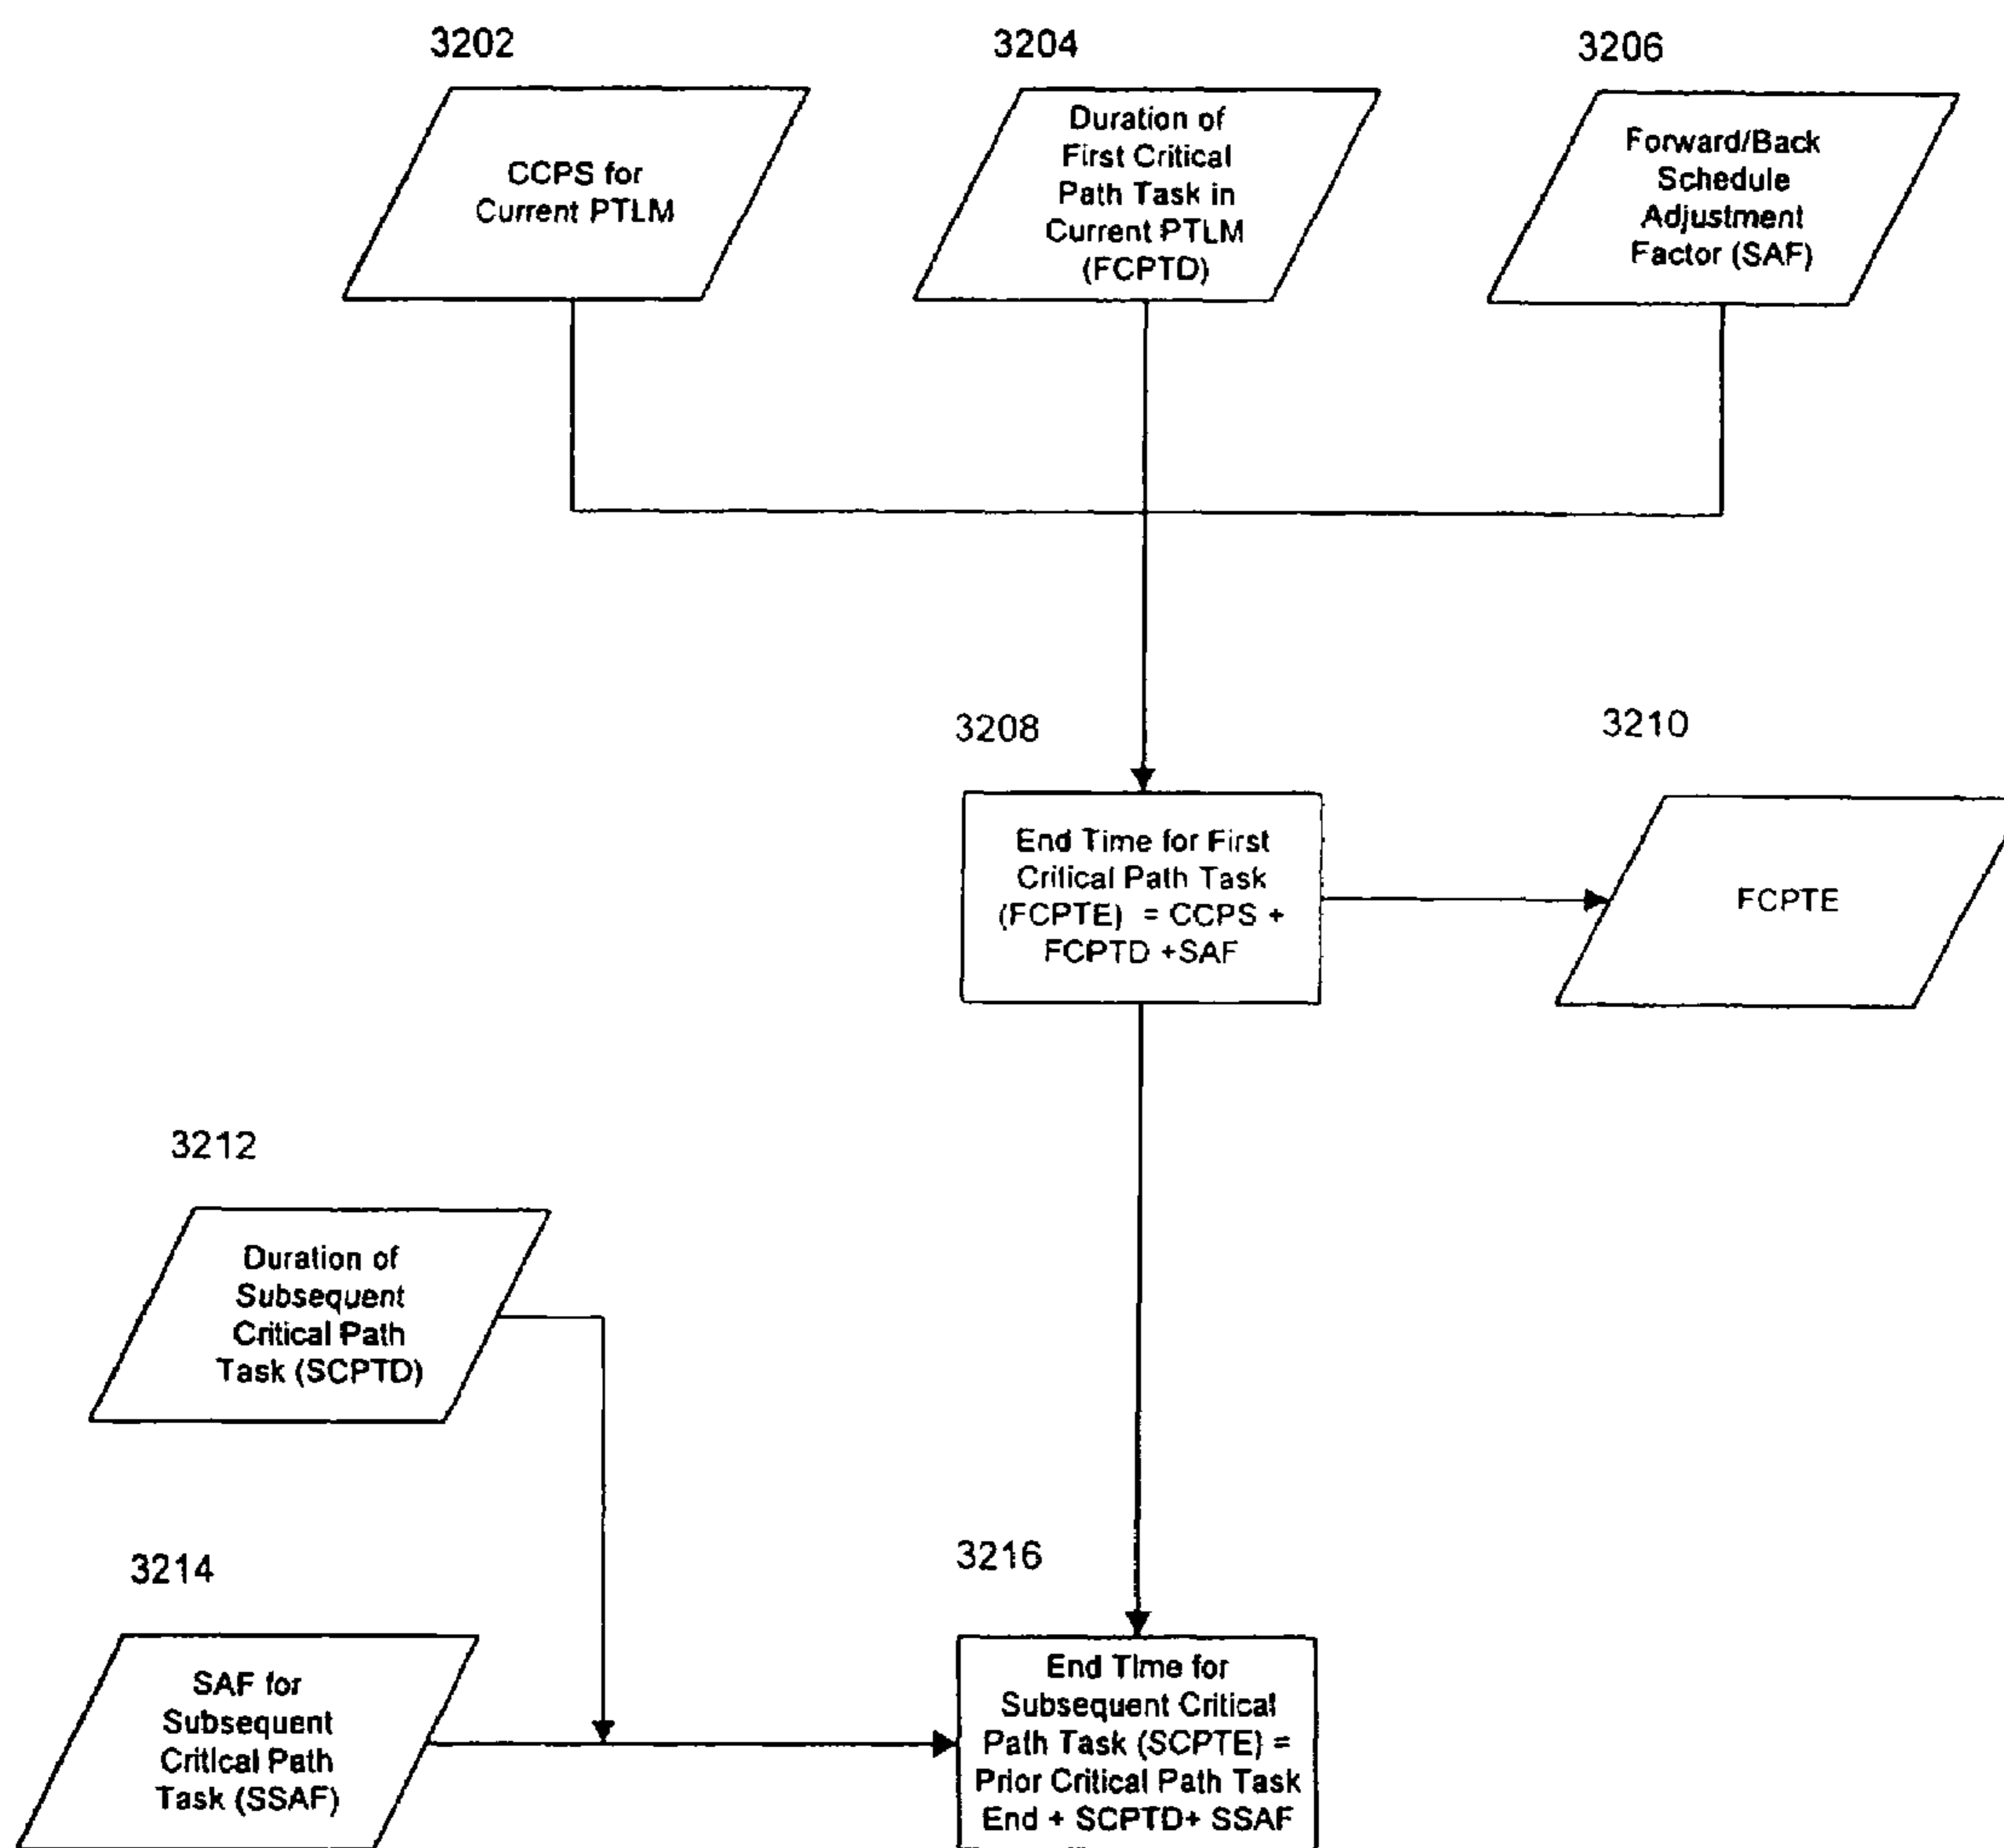 3202
CCPS for
Current PTLM
3204
Duration of
First Critical
Path Task in
Current PTLM
(FCPTD)
3206
Forward/Back
Schedule
Adjustment
Factor (SAF)
3208
End Time for First
Critical Path Task
(FCPTE) = CCPS +
FCPTD +SAF
3210
FCPTE
3212
Duration of
Subsequent
Critical Path
Task (SCPTD)
3214
SAF for
Subsequent
Critical Path
Task (SSAF)
3216
End Time for
Subsequent Critical
Path Task (SCPTE) =
Prior Critical Path Task
End + SCPTD+ SSAF